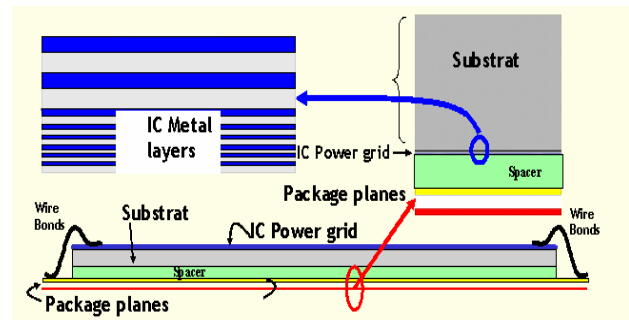 Substrat
IC Metal
layers
IC Power grid
Spacer
Package planes
Wire
Bonds
Substrat
IC Power grid
Wire
Bonds
Spacer
Package planes